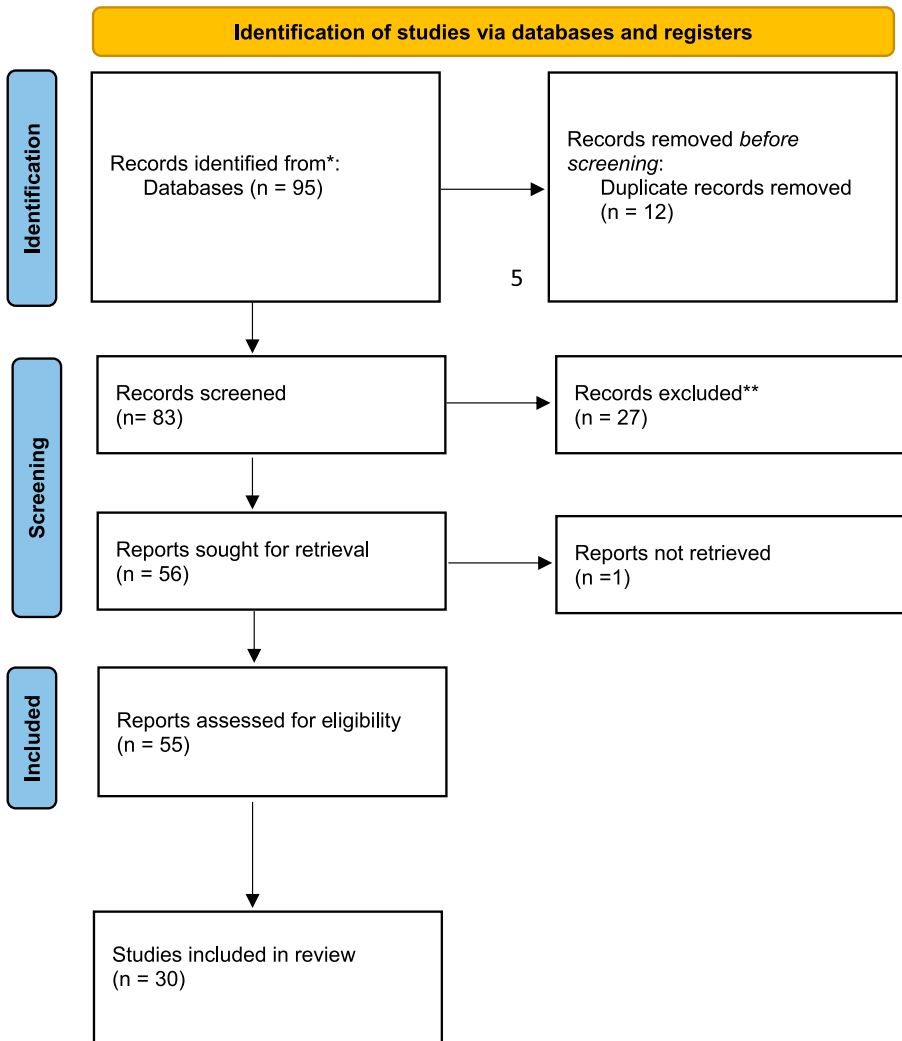 Identification of studies via databases and registers
Identification
Records identified from*:
Databases (n = 95)
Records removed before
screening:
Duplicate records removed
(n = 12)
5
Screening
Records screened
(n= 83)
Records excluded**
(n = 27)
Reports sought for retrieval
(n = 56)
Reports not retrieved
(n =1)
Included
Reports assessed for eligibility
(n = 55)
Studies included in review
(n = 30)